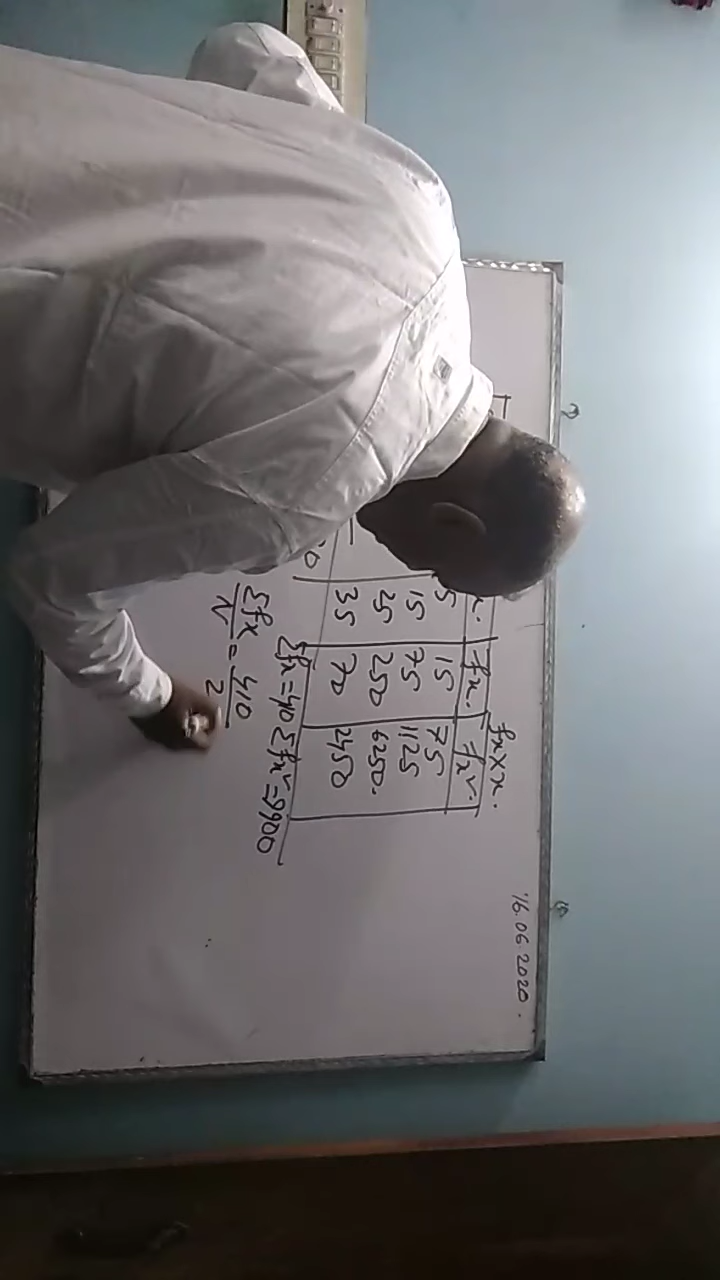 16.06.2020.
fx×x.
x. fx. fx².
5 15 75
15 75 1125
25 250 6250.
35 70 2450
Σfx=410 Σfx²=9900
Σfx/N = 410/2